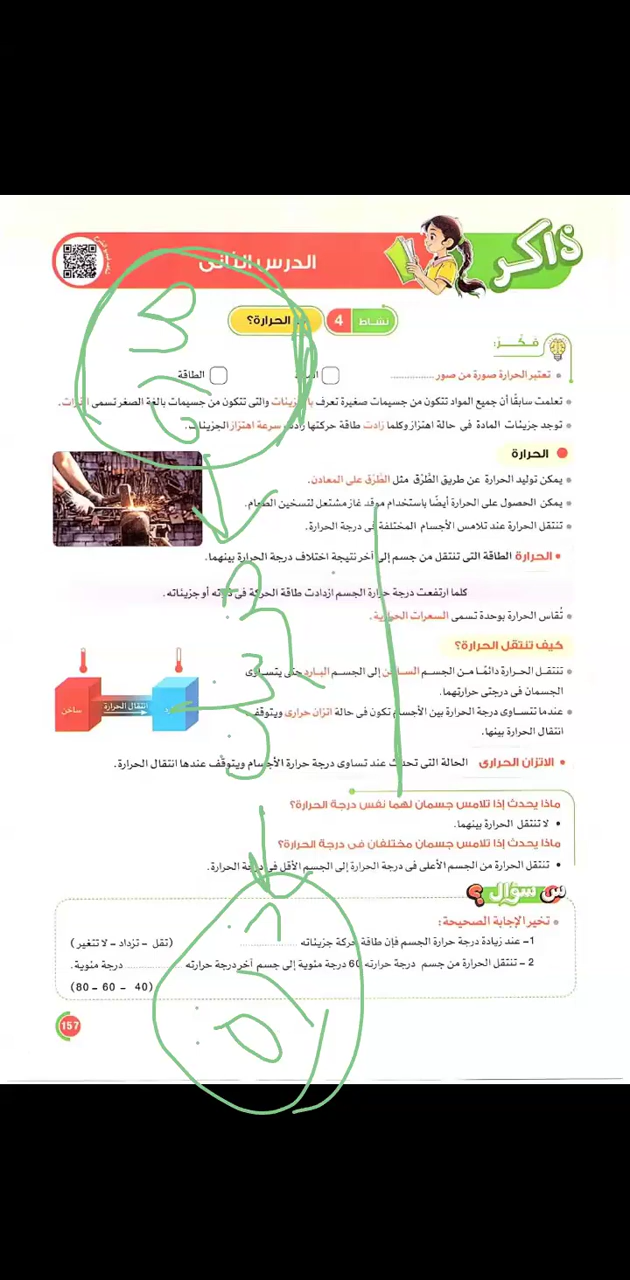 ذاكر
الدرس الثانى
نشاط 4 الحرارة؟
فكر:
تعتبر الحرارة صورة من صور ............
الطاقة
تعلمت سابقًا أن جميع المواد تتكون من جسيمات صغيرة تعرف بالجزيئات والتى تتكون من جسيمات بالغة الصغر تسمى الذرات.
توجد جزيئات المادة فى حالة اهتزاز وكلما زادت طاقة حركتها زادت سرعة اهتزاز الجزيئات.
الحرارة
يمكن توليد الحرارة عن طريق الطَّرْق مثل الطَّرْق على المعادن.
يمكن الحصول على الحرارة أيضًا باستخدام موقد غاز مشتعل لتسخين الطعام.
تنتقل الحرارة عند تلامس الأجسام المختلفة فى درجة الحرارة.
الحرارة الطاقة التى تنتقل من جسم إلى آخر نتيجة اختلاف درجة الحرارة بينهما.
كلما ارتفعت درجة حرارة الجسم ازدادت طاقة الحركة فى ذراته أو جزيئاته.
تُقاس الحرارة بوحدة تسمى السعرات الحرارية.
كيف تنتقل الحرارة؟
تنتقل الحرارة دائمًا من الجسم الساخن إلى الجسم البارد حتى يتساوى
الجسمان فى درجتى حرارتهما.
عندما تتساوى درجة الحرارة بين الأجسام تكون فى حالة اتزان حرارى ويتوقف
انتقال الحرارة بينها.
ساخن
انتقال الحرارة
الاتزان الحرارى الحالة التى تحدث عند تساوى درجة حرارة الأجسام ويتوقَّف عندها انتقال الحرارة.
ماذا يحدث إذا تلامس جسمان لهما نفس درجة الحرارة؟
لا تنتقل الحرارة بينهما.
ماذا يحدث إذا تلامس جسمان مختلفان فى درجة الحرارة؟
تنتقل الحرارة من الجسم الأعلى فى درجة الحرارة إلى الجسم الأقل فى درجة الحرارة.
س سؤال ؟
تخير الإجابة الصحيحة:
1- عند زيادة درجة حرارة الجسم فإن طاقة حركة جزيئاته ............ (تقل – تزداد – لا تتغير)
2- تنتقل الحرارة من جسم درجة حرارته 60 درجة مئوية إلى جسم آخر درجة حرارته ............ درجة مئوية.
(40 – 60 – 80)
157